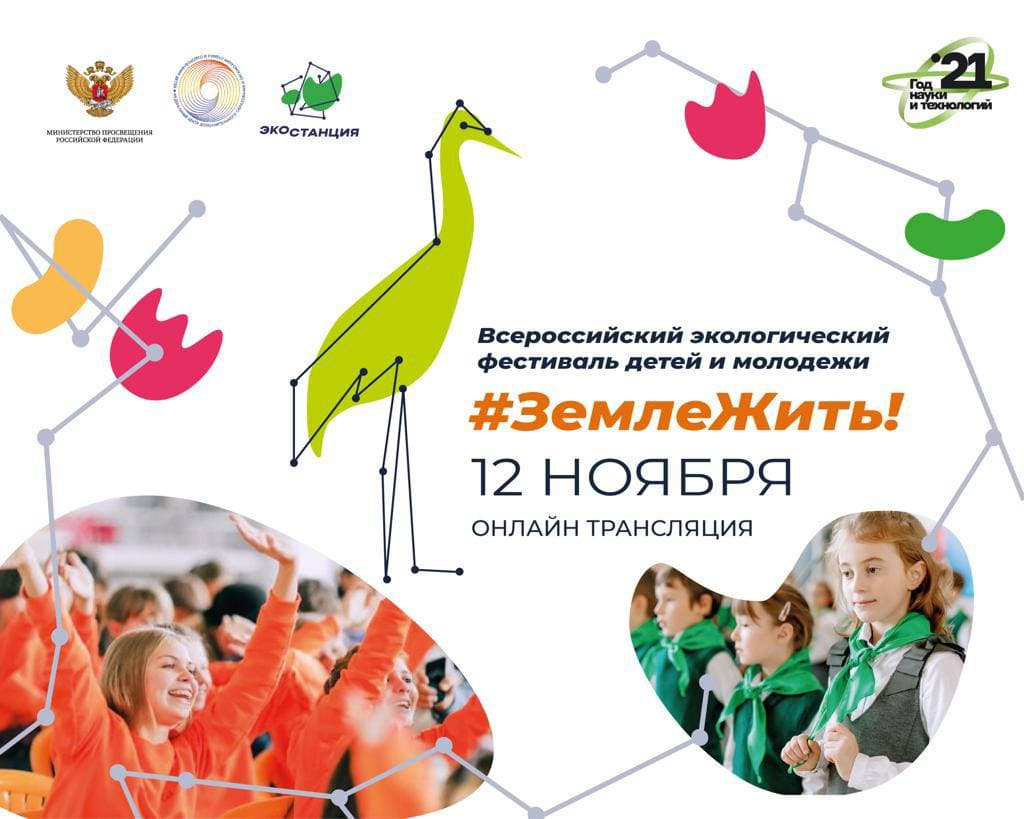 МИНИСТЕРСТВО ПРОСВЕЩЕНИЯ
РОССИЙСКОЙ ФЕДЕРАЦИИ
ЭКОСТАНЦИЯ
'21
Год
науки
и технологий
Всероссийский экологический
фестиваль детей и молодежи
#ЗемлеЖить!
12 НОЯБРЯ
ОНЛАЙН ТРАНСЛЯЦИЯ